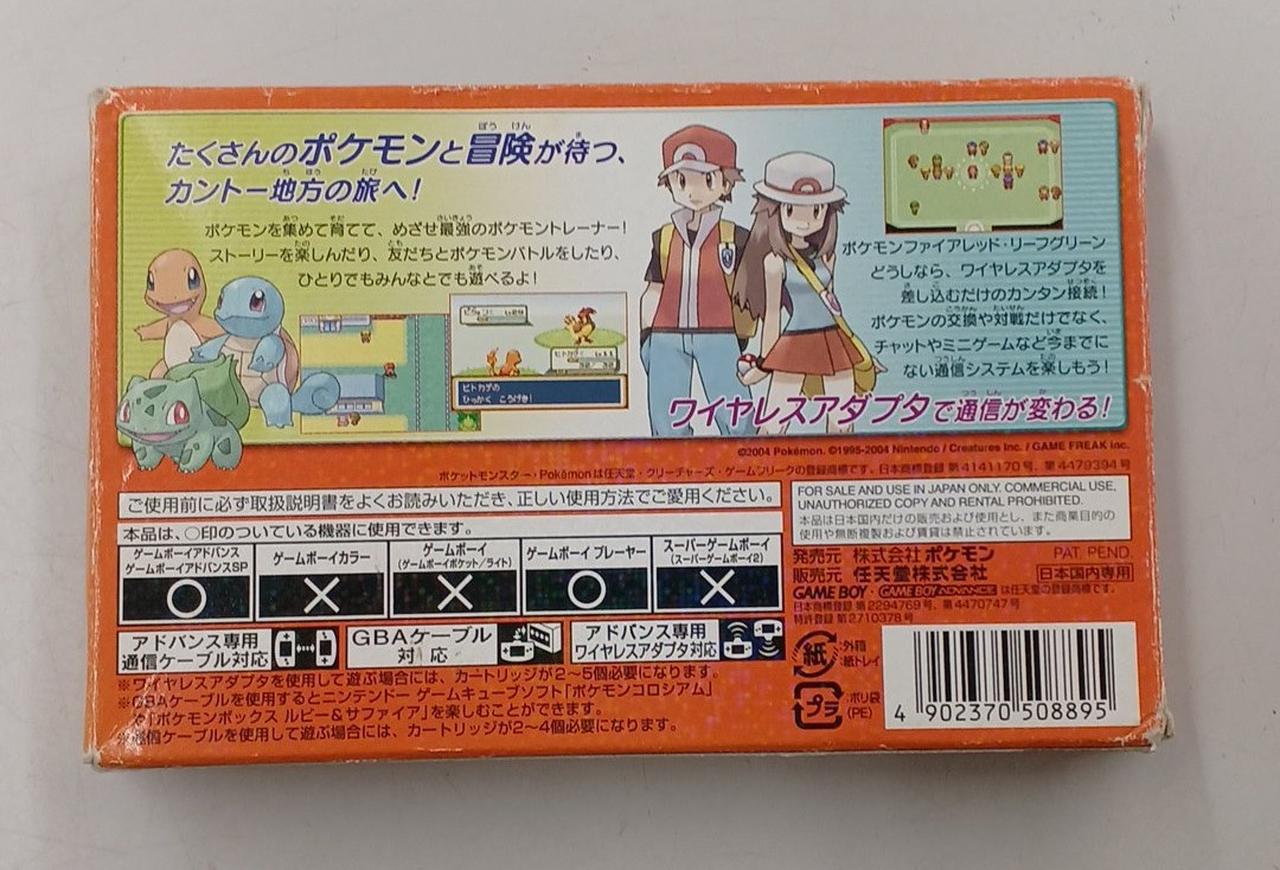 たくさんのポケモンと冒険が待つ、
カントー地方の旅へ!
ポケモンを集めて育てて、めざせ最強のポケモントレーナー!
ストーリーを楽しんだり、友だちとポケモンバトルをしたり、
ひとりでもみんなとでも遊べるよ!
ヒトカゲの
ひっかく こうげき!
ポケモンファイアレッド・リーフグリーン
どうしなら、ワイヤレスアダプタを
差し込むだけのカンタン接続!
ポケモンの交換や対戦だけでなく、
チャットやミニゲームなど今までに
ない通信システムを楽しもう!
ワイヤレスアダプタで通信が変わる!
©2004 Pokémon. ©1995-2004 Nintendo / Creatures inc. / GAME FREAK inc.
ポケットモンスター・Pokémonは任天堂・クリーチャーズ・ゲームフリークの登録商標です。日本商標登録 第4141170号、第4479394号
ご使用前に必ず取扱説明書をよくお読みいただき、正しい使用方法でご愛用ください。
本品は、○印のついている機器に使用できます。
ゲームボーイアドバンス
ゲームボーイアドバンスSP
ゲームボーイカラー
ゲームボーイ
(ゲームボーイポケット/ライト)
ゲームボーイ プレーヤー
スーパーゲームボーイ
(スーパーゲームボーイ2)
○ × × ○ ×
アドバンス専用
通信ケーブル対応
GBAケーブル
対応
アドバンス専用
ワイヤレスアダプタ対応
※ワイヤレスアダプタを使用して遊ぶ場合には、カートリッジが2~5個必要になります。
※GBAケーブルを使用するとニンテンドー ゲームキューブソフト「ポケモンコロシアム」
や「ポケモンボックス ルビー&サファイア」を楽しむことができます。
※通信ケーブルを使用して遊ぶ場合には、カートリッジが2~4個必要になります。
FOR SALE AND USE IN JAPAN ONLY. COMMERCIAL USE,
UNAUTHORIZED COPY AND RENTAL PROHIBITED.
本品は日本国内だけの販売および使用とし、また商業目的の
使用や無断複製および賃貸は禁止されています。
発売元 株式会社 ポケモン PAT. PEND.
販売元 任天堂株式会社 日本国内専用
GAME BOY・GAME BOY ADVANCE は任天堂の商標です。
日本商標登録 第2294769号、第4470747号
特許登録 第2710378号
紙 :外箱
:紙トレイ
プラ :ポリ袋
(PE)
4 902370 508895